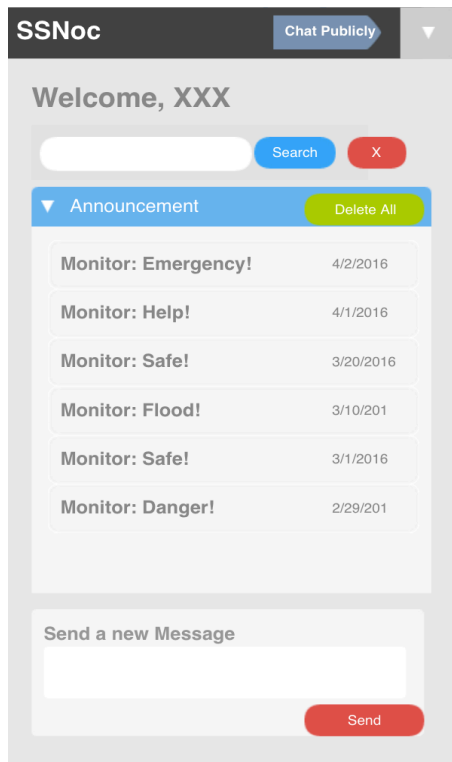 SSNoc Chat Publicly ▼
Welcome, XXX
Search X
▼ Announcement Delete All
Monitor: Emergency! 4/2/2016
Monitor: Help! 4/1/2016
Monitor: Safe! 3/20/2016
Monitor: Flood! 3/10/201
Monitor: Safe! 3/1/2016
Monitor: Danger! 2/29/201
Send a new Message
Send